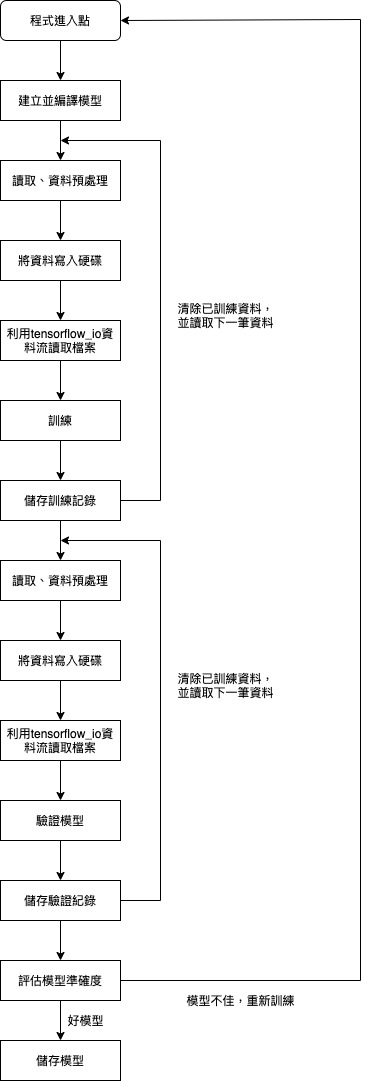 程式進入點
建立並編譯模型
讀取、資料預處理
將資料寫入硬碟
清除已訓練資料，
並讀取下一筆資料
利用tensorflow_io資
料流讀取檔案
訓練
儲存訓練記錄
讀取、資料預處理
將資料寫入硬碟
清除已訓練資料，
並讀取下一筆資料
利用tensorflow_io資
料流讀取檔案
驗證模型
儲存驗證紀錄
評估模型準確度
模型不佳，重新訓練
好模型
儲存模型